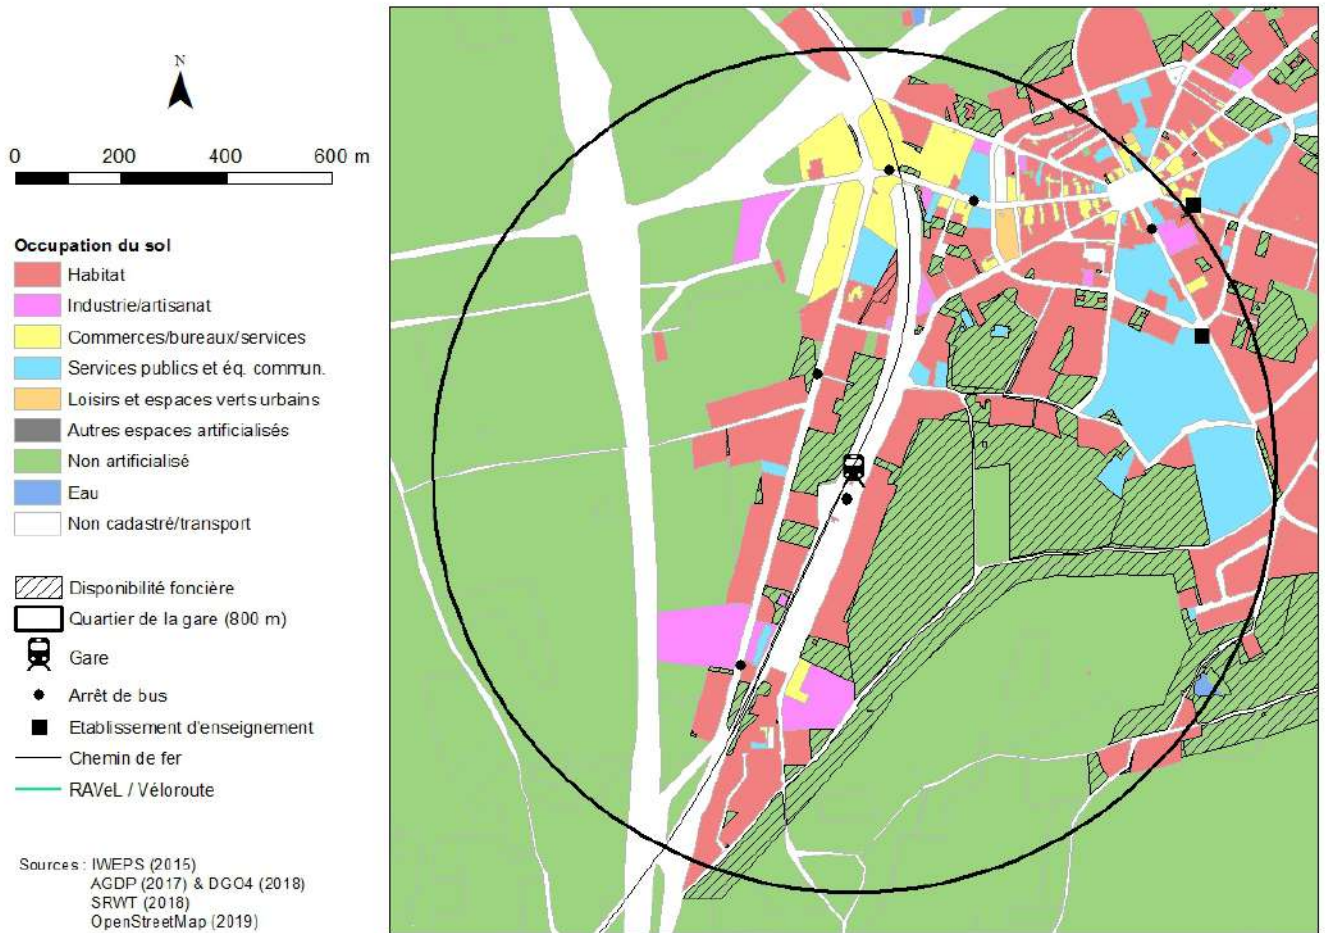 N
0 200 400 600 m
Occupation du sol
Habitat
Industrie/artisanat
Commerces/bureaux/services
Services publics et éq. commun.
Loisirs et espaces verts urbains
Autres espaces artificialisés
Non artificialisé
Eau
Non cadastré/transport
Disponibilité foncière
Quartier de la gare (800 m)
Gare
Arrêt de bus
Etablissement d'enseignement
Chemin de fer
RAVeL / Véloroute
Sources : IWEPS (2015)
AGDP (2017) & DGO4 (2018)
SRWT (2018)
OpenStreetMap (2019)